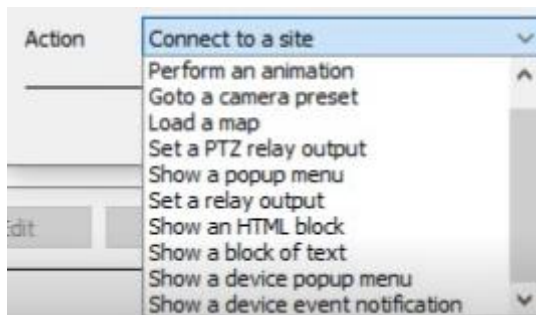 Action
Connect to a site
Perform an animation
Goto a camera preset
Load a map
Set a PTZ relay output
Show a popup menu
Set a relay output
Show an HTML block
Show a block of text
Show a device popup menu
Show a device event notification